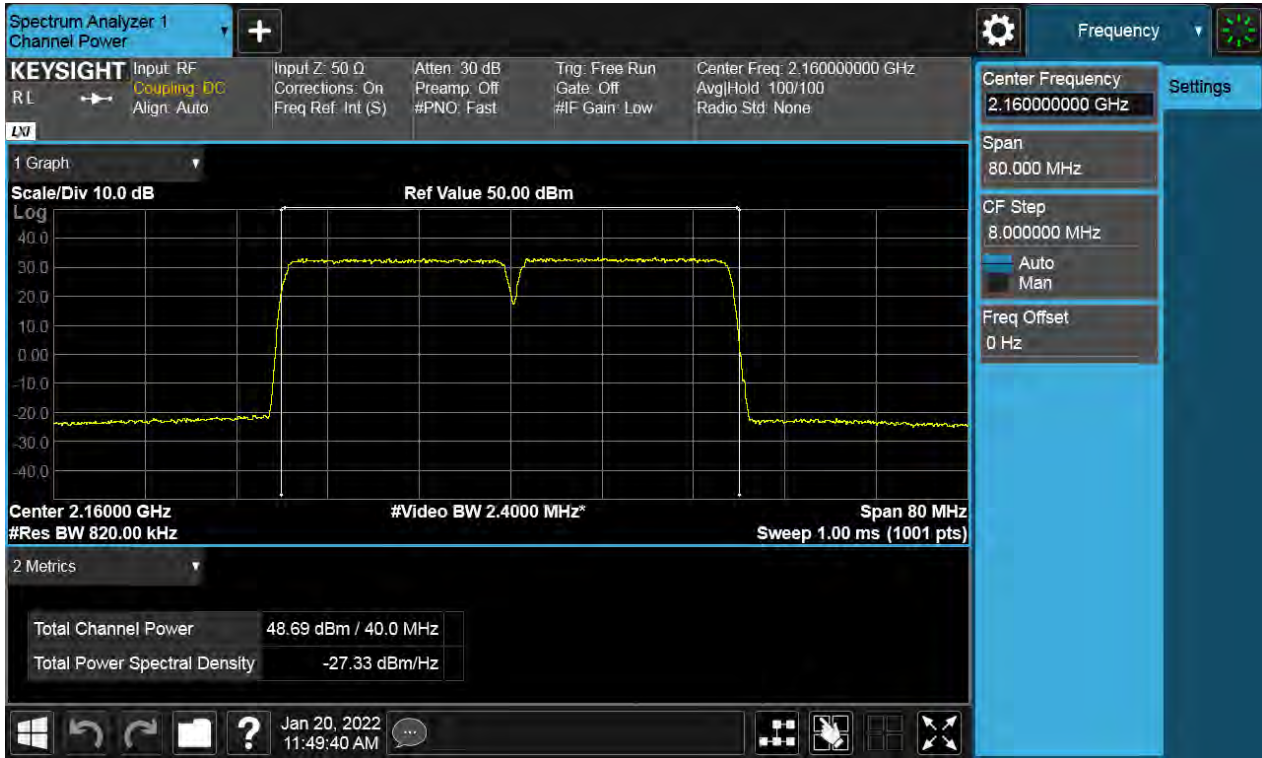 Spectrum Analyzer 1
Channel Power
+
Frequency
KEYSIGHT
R L
LXI
Input: RF
Coupling: DC
Align: Auto
Input Z: 50 Ω
Corrections: On
Freq Ref: Int (S)
Atten: 30 dB
Preamp: Off
#PNO: Fast
Trig: Free Run
Gate: Off
#IF Gain: Low
Center Freq: 2.160000000 GHz
Avg|Hold: 100/100
Radio Std: None
Center Frequency
2.160000000 GHz
Settings
Span
80.000 MHz
CF Step
8.000000 MHz
Auto
Man
Freq Offset
0 Hz
1 Graph
Scale/Div 10.0 dB
Ref Value 50.00 dBm
Log
40.0
30.0
20.0
10.0
0.00
-10.0
-20.0
-30.0
-40.0
Center 2.16000 GHz
#Video BW 2.4000 MHz*
Span 80 MHz
#Res BW 820.00 kHz
Sweep 1.00 ms (1001 pts)
2 Metrics
Total Channel Power 48.69 dBm / 40.0 MHz
Total Power Spectral Density -27.33 dBm/Hz
?
Jan 20, 2022
11:49:40 AM